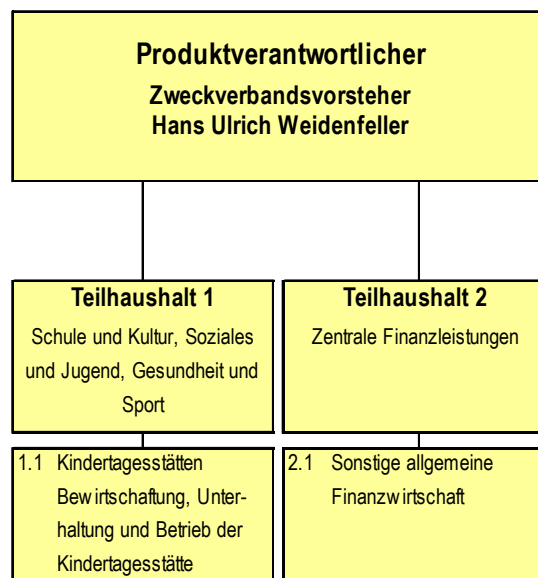 Produktverantwortlicher
Zweckverbandsvorsteher
Hans Ulrich Weidenfeller
Teilhaushalt 1
Schule und Kultur, Soziales
und Jugend, Gesundheit und
Sport
Teilhaushalt 2
Zentrale Finanzleistungen
1.1 Kindertagesstätten
Bewirtschaftung, Unter-
haltung und Betrieb der
Kindertagesstätte
2.1 Sonstige allgemeine
Finanzwirtschaft